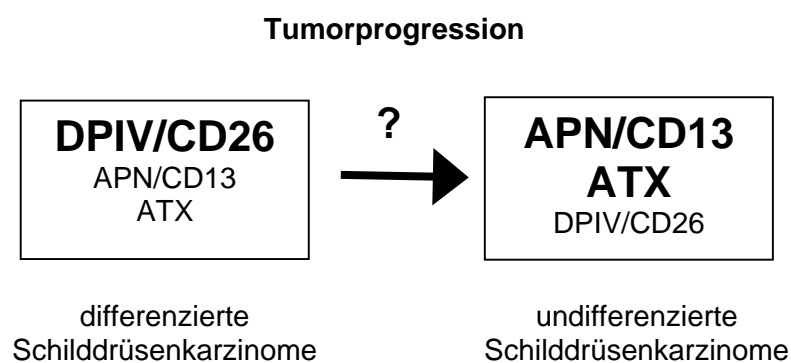 Tumorprogression
DPIV/CD26
APN/CD13
ATX
?
APN/CD13
ATX
DPIV/CD26
differenzierte
Schilddrüsenkarzinome
undifferenzierte
Schilddrüsenkarzinome